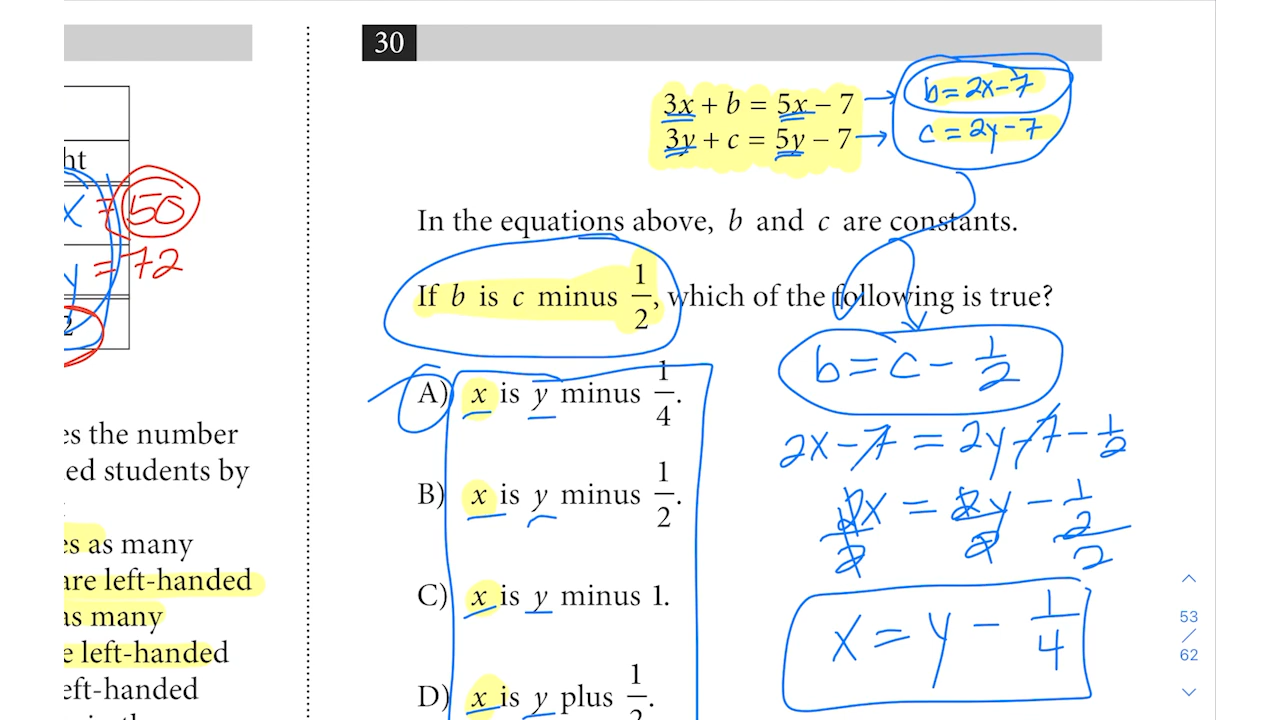 30
3x + b = 5x − 7 → b = 2x − 7
3y + c = 5y − 7 → c = 2y − 7
In the equations above, b and c are constants.
If b is c minus 1/2, which of the following is true?
A) x is y minus 1/4.
B) x is y minus 1/2.
C) x is y minus 1.
D) x is y plus 1/2.
b = c − 1/2
2x − 7 = 2y − 7 − 1/2
2x/2 = 2y/2 − 1/2/2
x = y − 1/4
53
/
62
ht
x = 50
y = 72
2
es the number
ed students by
es as many
are left-handed
as many
e left-handed
eft-handed